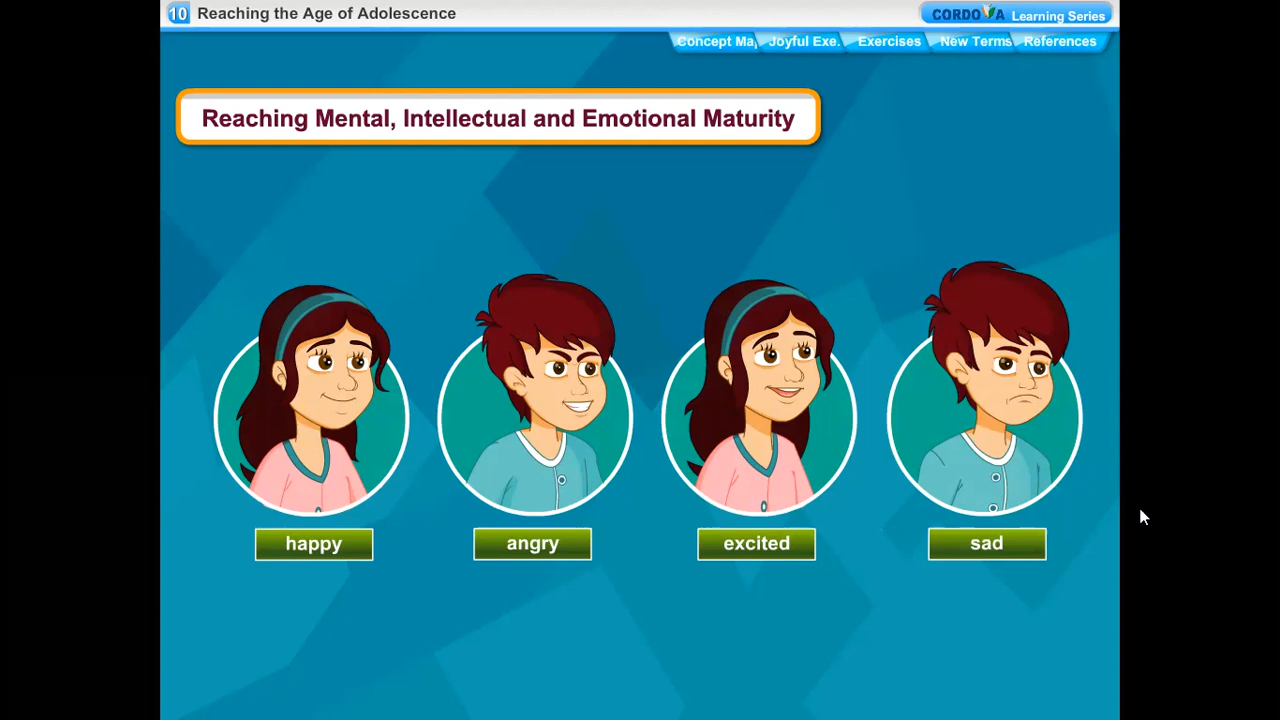 10 Reaching the Age of Adolescence
CORDOVA Learning Series
Concept Ma Joyful Exe. Exercises New Terms References
Reaching Mental, Intellectual and Emotional Maturity
happy angry excited sad